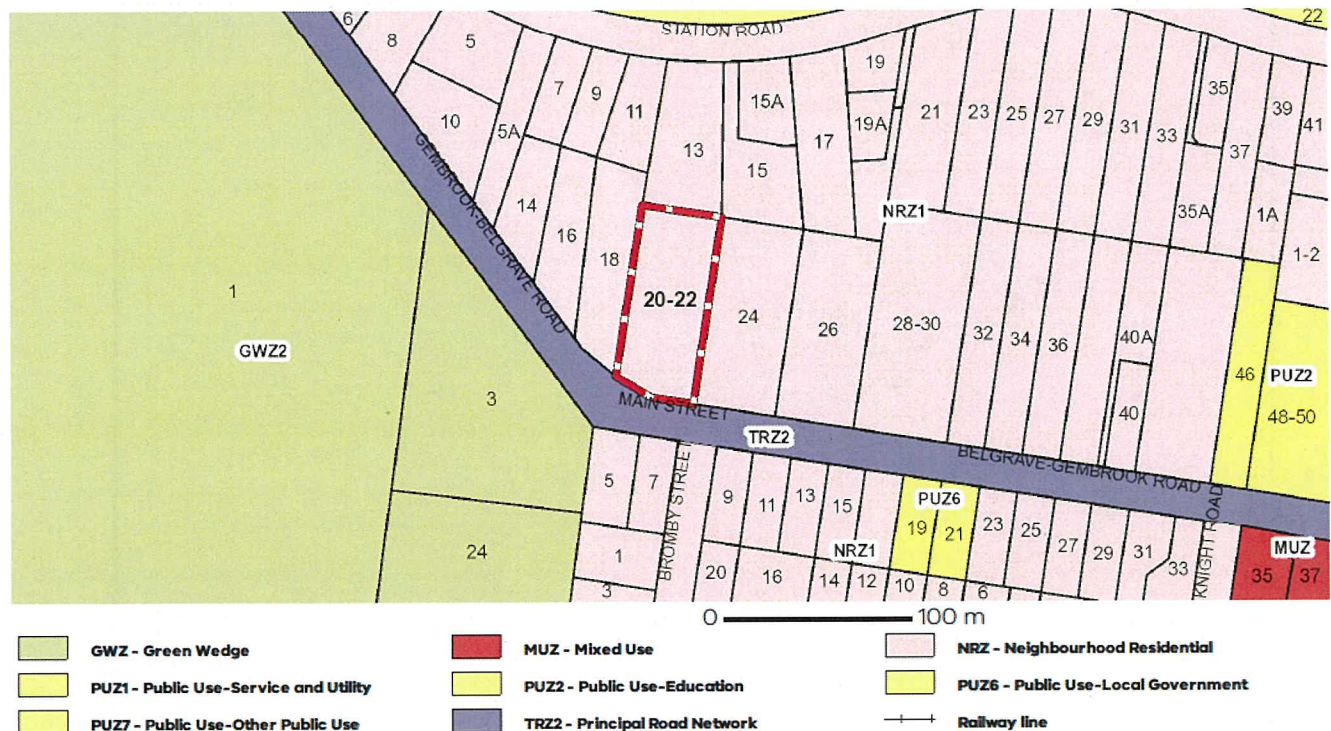 STATION ROAD
22
6
8
5
7
9
11
13
15A
15
17
19
19A
21
23
25
27
29
31
33
35
37
39
41
10
5A
14
16
18
GEMBROOK-BELGRAVE ROAD
NRZ1
35A
1A
1-2
1
GWZ2
3
24
20-22
24
26
28-30
32
34
36
40A
40
46
PUZ2
48-50
MAIN STREET
TRZ2
BELGRAVE-GEMBROOK ROAD
5
7
BROMBY STREET
9
11
13
15
NRZ1
PUZ6
19
21
23
25
27
29
31
33
KNIGHT ROAD
MUZ
35
37
1
3
20
16
14
12
10
8
6
0 100 m
GWZ - Green Wedge
MUZ - Mixed Use
NRZ - Neighbourhood Residential
PUZ1 - Public Use-Service and Utility
PUZ2 - Public Use-Education
PUZ6 - Public Use-Local Government
PUZ7 - Public Use-Other Public Use
TRZ2 - Principal Road Network
Railway line